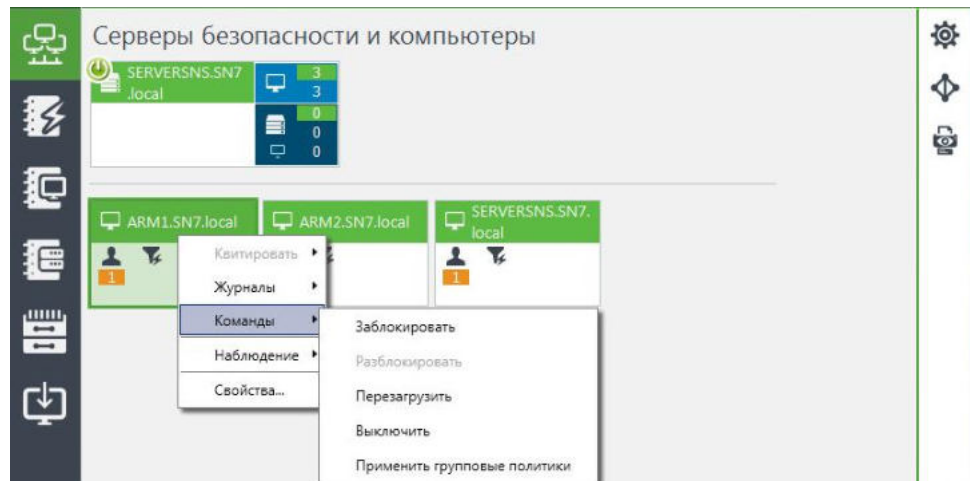 Серверы безопасности и компьютеры
SERVERSNS.SN7
.local
3
3
0
0
0
ARM1.SN7.local
ARM2.SN7.local
SERVERSNS.SN7.
local
1
1
Квитировать
Журналы
Команды
Наблюдение
Свойства...
Заблокировать
Разблокировать
Перезагрузить
Выключить
Применить групповые политики